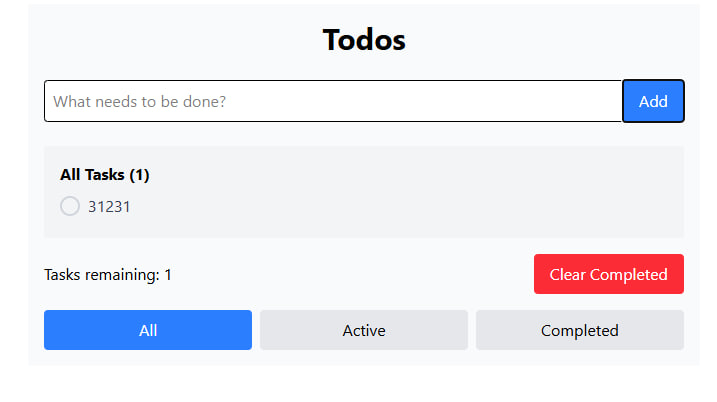 Todos
What needs to be done?
Add
All Tasks (1)
31231
Tasks remaining: 1
Clear Completed
All
Active
Completed